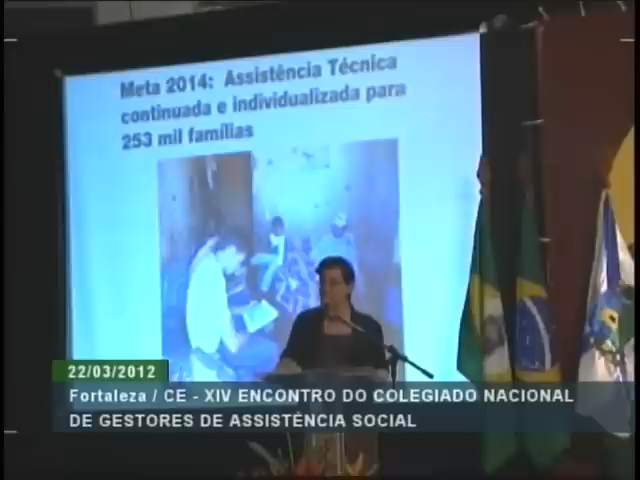 Meta 2014: Assistência Técnica
continuada e individualizada para
253 mil famílias
22/03/2012
Fortaleza / CE - XIV ENCONTRO DO COLEGIADO NACIONAL
DE GESTORES DE ASSISTÊNCIA SOCIAL